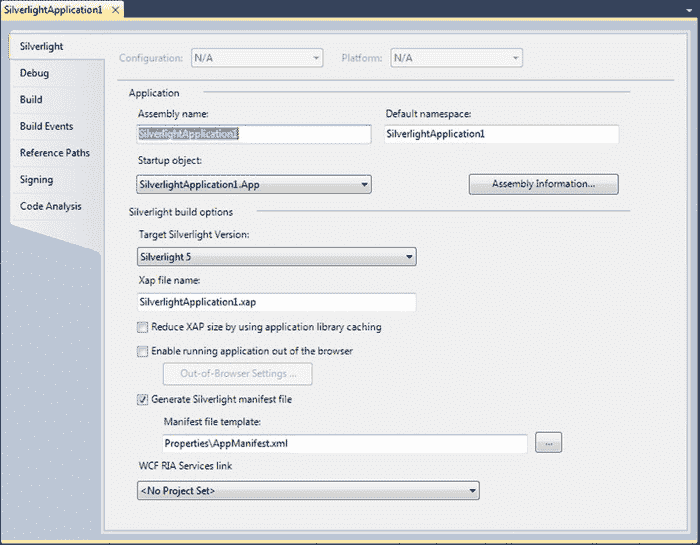 SilverlightApplication1
Silverlight
Debug
Build
Build Events
Reference Paths
Signing
Code Analysis
Configuration: N/A Platform: N/A
Application
Assembly name: Default namespace:
SilverlightApplication1 SilverlightApplication1
Startup object:
SilverlightApplication1.App Assembly Information...
Silverlight build options
Target Silverlight Version:
Silverlight 5
Xap file name:
SilverlightApplication1.xap
Reduce XAP size by using application library caching
Enable running application out of the browser
Out-of-Browser Settings ...
Generate Silverlight manifest file
Manifest file template:
Properties\AppManifest.xml ...
WCF RIA Services link
<No Project Set>